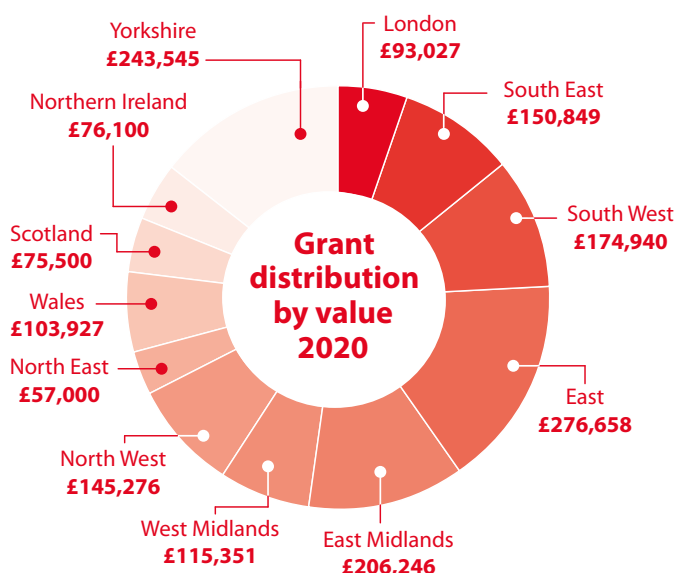 Yorkshire
£243,545
London
£93,027
South East
£150,849
Northern Ireland
£76,100
South West
£174,940
Scotland
£75,500
Wales
£103,927
North East
£57,000
East
£276,658
North West
£145,276
West Midlands
£115,351
East Midlands
£206,246
Grant
distribution
by value
2020